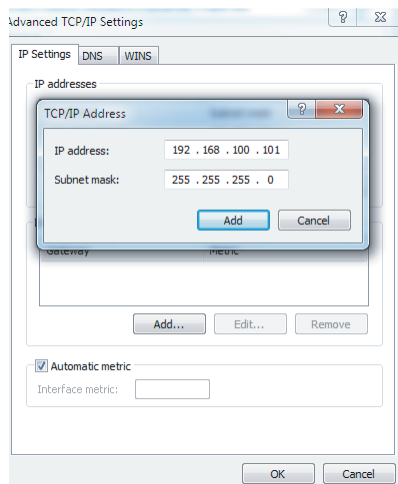 Advanced TCP/IP Settings
IP Settings DNS WINS
IP addresses
TCP/IP Address
Subnet mask
IP address: 192 . 168 . 100 . 101
Subnet mask: 255 . 255 . 255 . 0
Add Cancel
Gateway Metric
Add... Edit... Remove
Automatic metric
Interface metric:
OK Cancel